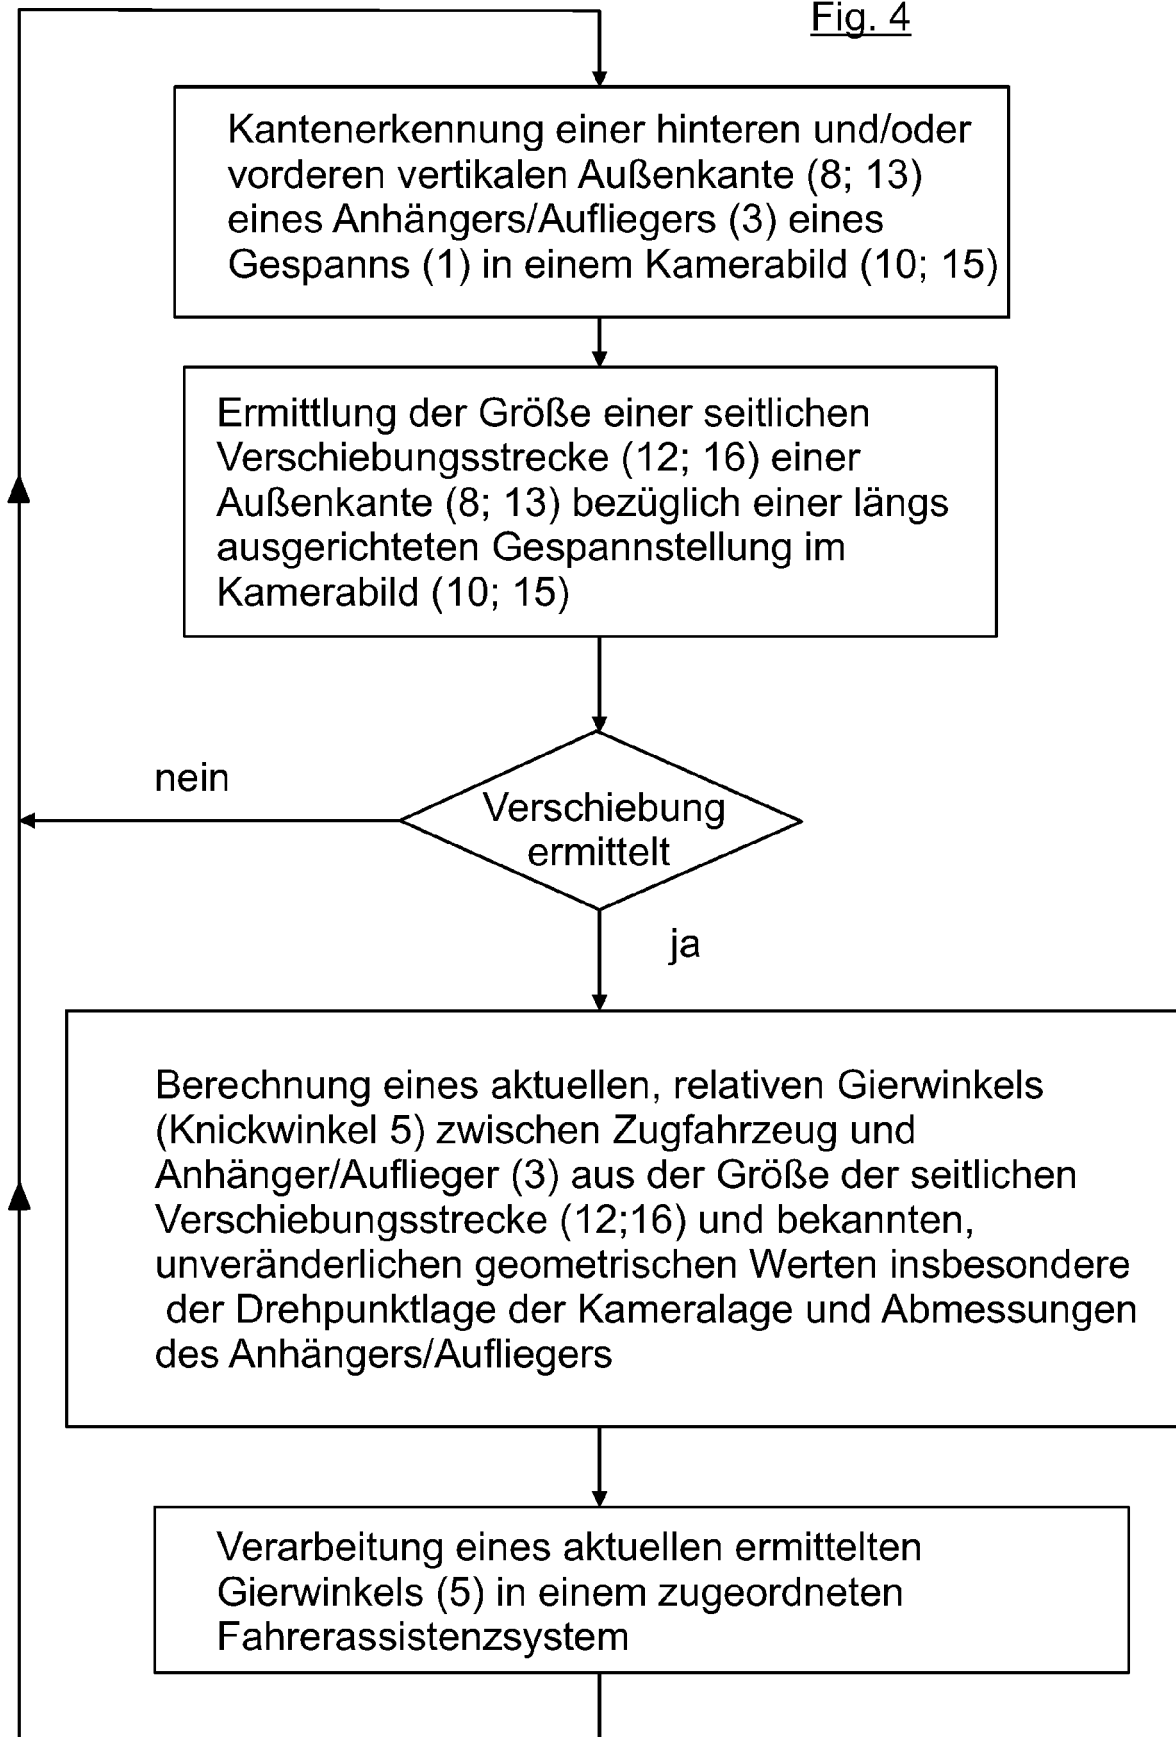 Fig. 4
Kantenerkennung einer hinteren und/oder
vorderen vertikalen Außenkante (8; 13)
eines Anhängers/Aufliegers (3) eines
Gespanns (1) in einem Kamerabild (10; 15)
Ermittlung der Größe einer seitlichen
Verschiebungsstrecke (12; 16) einer
Außenkante (8; 13) bezüglich einer längs
ausgerichteten Gespannstellung im
Kamerabild (10; 15)
nein
Verschiebung
ermittelt
ja
Berechnung eines aktuellen, relativen Gierwinkels
(Knickwinkel 5) zwischen Zugfahrzeug und
Anhänger/Auflieger (3) aus der Größe der seitlichen
Verschiebungsstrecke (12;16) und bekannten,
unveränderlichen geometrischen Werten insbesondere
der Drehpunktlage der Kameralage und Abmessungen
des Anhängers/Aufliegers
Verarbeitung eines aktuellen ermittelten
Gierwinkels (5) in einem zugeordneten
Fahrerassistenzsystem